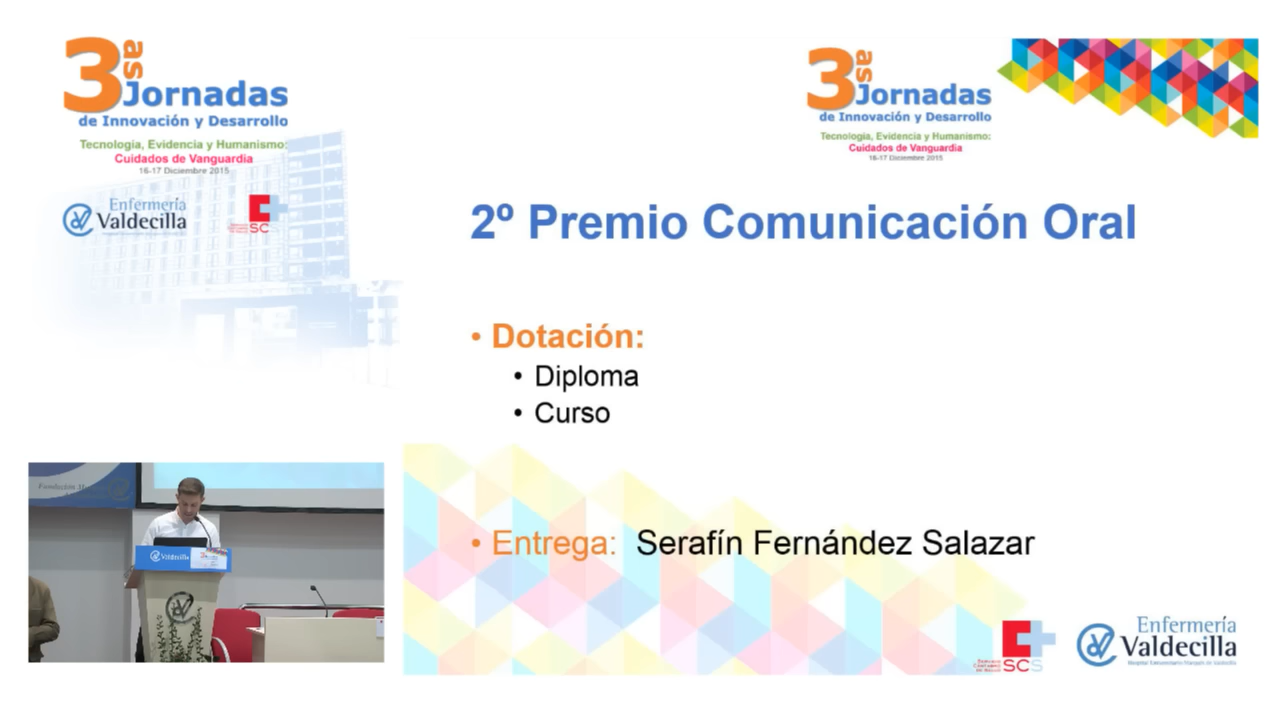 3as
Jornadas
de Innovación y Desarrollo
Tecnología, Evidencia y Humanismo:
Cuidados de Vanguardia
16-17 Diciembre 2015
Enfermería
Valdecilla
SC
3as
Jornadas
de Innovación y Desarrollo
Tecnología, Evidencia y Humanismo:
Cuidados de Vanguardia
16-17 Diciembre 2015
2º Premio Comunicación Oral
• Dotación:
• Diploma
• Curso
• Entrega: Serafín Fernández Salazar
Valdecilla
SCS
Enfermería
Valdecilla